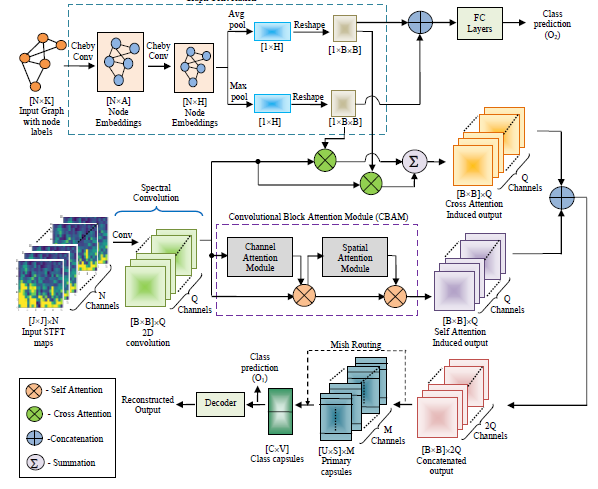 Graph Convolution
Avg
pool
Reshape
[1×H]
[1×B×B]
FC
Layers
Class
prediction
(O₂)
Cheby
Conv
Cheby
Conv
Max
pool
Reshape
[1×H]
[1×B×B]
[N×K]
Input Graph
with node
labels
[N×A]
Node
Embeddings
[N×H]
Node
Embeddings
Σ
Q
Channels
[B×B]×Q
Cross Attention
Induced output
Spectral
Convolution
Conv
Convolutional Block Attention Module (CBAM)
Channel
Attention
Module
Spatial
Attention
Module
N
Channels
Q
Channels
Q
Channels
[J×J]×N
Input STFT
maps
[B×B]×Q
2D
convolution
[B×B]×Q
Self Attention
Induced output
Mish Routing
Class
prediction
(O₁)
Reconstructed
Output
Decoder
[C×V]
Class capsules
M
Channels
[U×S]×M
Primary
capsules
2Q
Channels
[B×B]×2Q
Concatenated
output
- Self Attention
- Cross Attention
-Concatenation
Σ - Summation